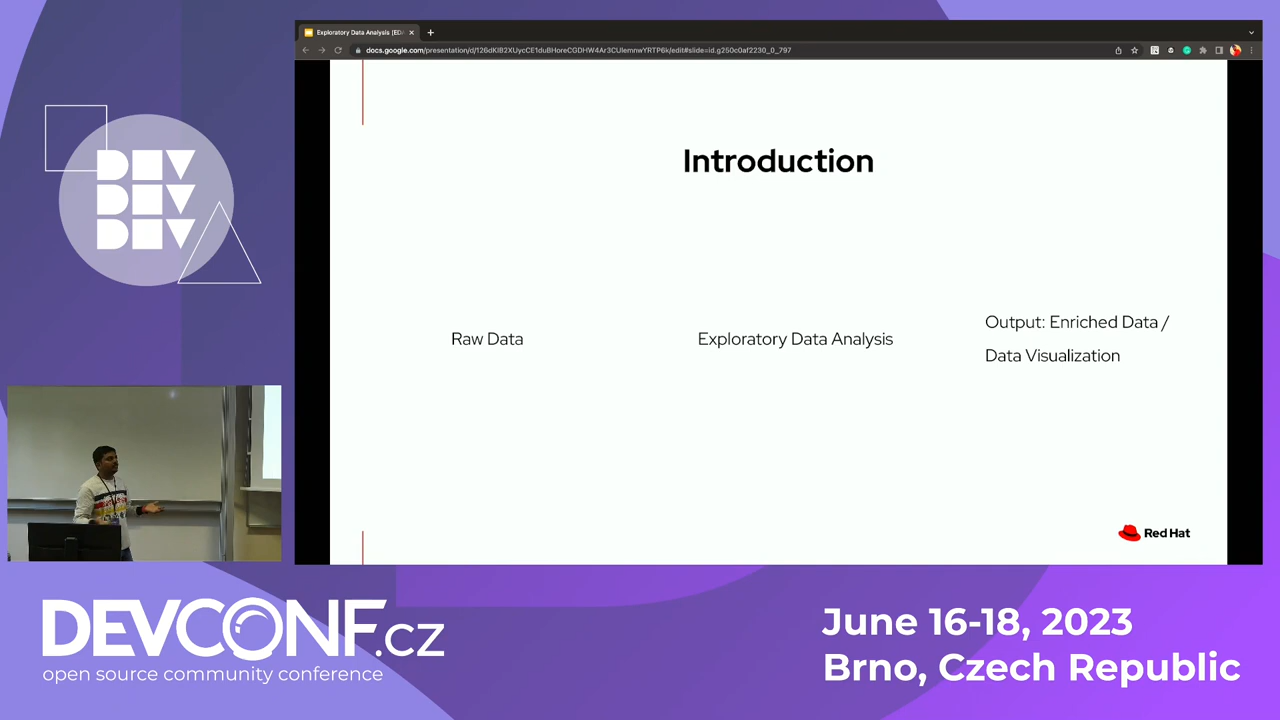 Exploratory Data Analysis (ED
docs.google.com/presentation/d/126dKIB2XUycCE1duBHoreCGDHW4Ar3CUlemnwYRTP6k/edit#slide=id.g250c0af2230_0_797
DEV
DEV
DEV
Introduction
Raw Data
Exploratory Data Analysis
Output: Enriched Data /
Data Visualization
Red Hat
DEVCONF.cz
open source community conference
June 16-18, 2023
Brno, Czech Republic